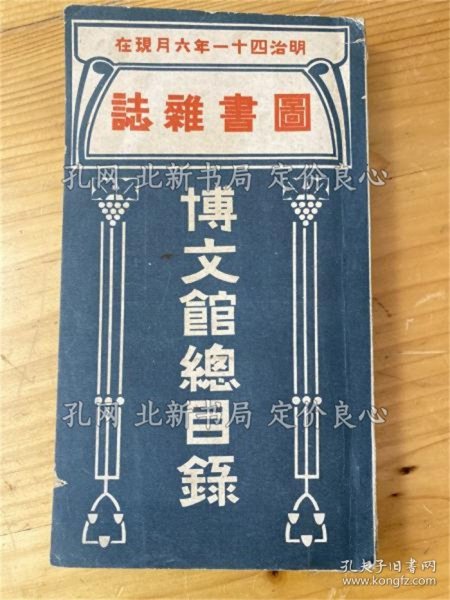 明治四十一年六月現在
圖書雜誌
博文館總目錄
孔网 北新书局 定价良心
孔网 北新书局 定价良心
孔夫子旧书网
www.kongfz.com